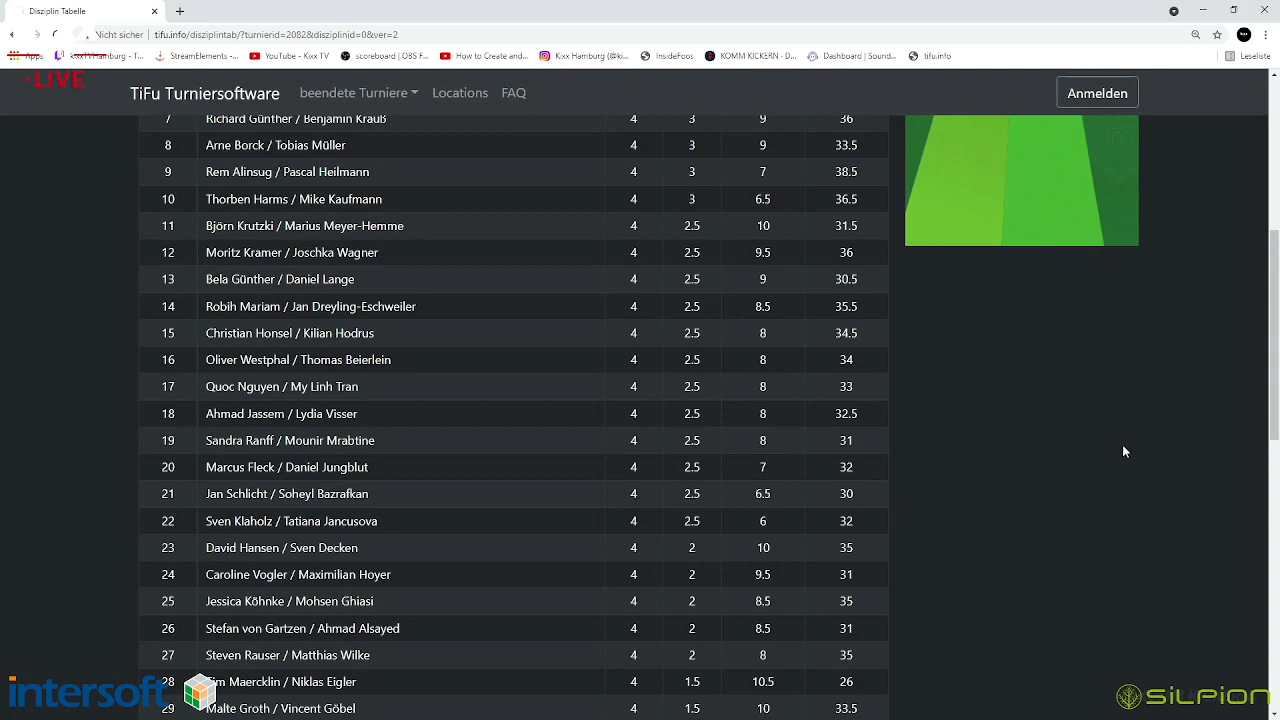 Disziplin Tabelle
Nicht sicher | tifu.info/disziplintab/?turnierid=2082&disziplinid=0&ver=2
Apps kixxTVHamburg - T... StreamElements - ... YouTube - Kixx TV scoreboard | OBS F... How to Create and... Kixx Hamburg (@ki... InsideFoos KOMM KICKERN - D... Dashboard | Sound... tifu.info Leseliste
LIVE
TiFu Turniersoftware beendete Turniere Locations FAQ Anmelden
7 Richard Günther / Benjamin Krauß 4 3 9 36
8 Arne Borck / Tobias Müller 4 3 9 33.5
9 Rem Alinsug / Pascal Heilmann 4 3 7 38.5
10 Thorben Harms / Mike Kaufmann 4 3 6.5 36.5
11 Björn Krutzki / Marius Meyer-Hemme 4 2.5 10 31.5
12 Moritz Kramer / Joschka Wagner 4 2.5 9.5 36
13 Bela Günther / Daniel Lange 4 2.5 9 30.5
14 Robih Mariam / Jan Dreyling-Eschweiler 4 2.5 8.5 35.5
15 Christian Honsel / Kilian Hodrus 4 2.5 8 34.5
16 Oliver Westphal / Thomas Beierlein 4 2.5 8 34
17 Quoc Nguyen / My Linh Tran 4 2.5 8 33
18 Ahmad Jassem / Lydia Visser 4 2.5 8 32.5
19 Sandra Ranff / Mounir Mrabtine 4 2.5 8 31
20 Marcus Fleck / Daniel Jungblut 4 2.5 7 32
21 Jan Schlicht / Soheyl Bazrafkan 4 2.5 6.5 30
22 Sven Klaholz / Tatiana Jancusova 4 2.5 6 32
23 David Hansen / Sven Decken 4 2 10 35
24 Caroline Vogler / Maximilian Hoyer 4 2 9.5 31
25 Jessica Köhnke / Mohsen Ghiasi 4 2 8.5 35
26 Stefan von Gartzen / Ahmad Alsayed 4 2 8.5 31
27 Steven Rauser / Matthias Wilke 4 2 8 35
Maercklin / Niklas Eigler 4 1.5 10.5 26
29 Malte Groth / Vincent Göbel 4 1.5 10 33.5
intersoft
SILPION